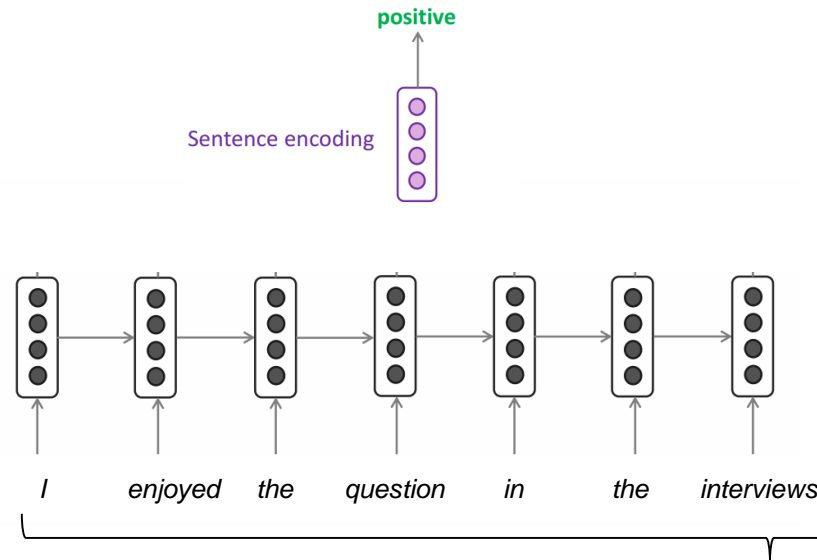 positive
Sentence encoding
I enjoyed the question in the interviews